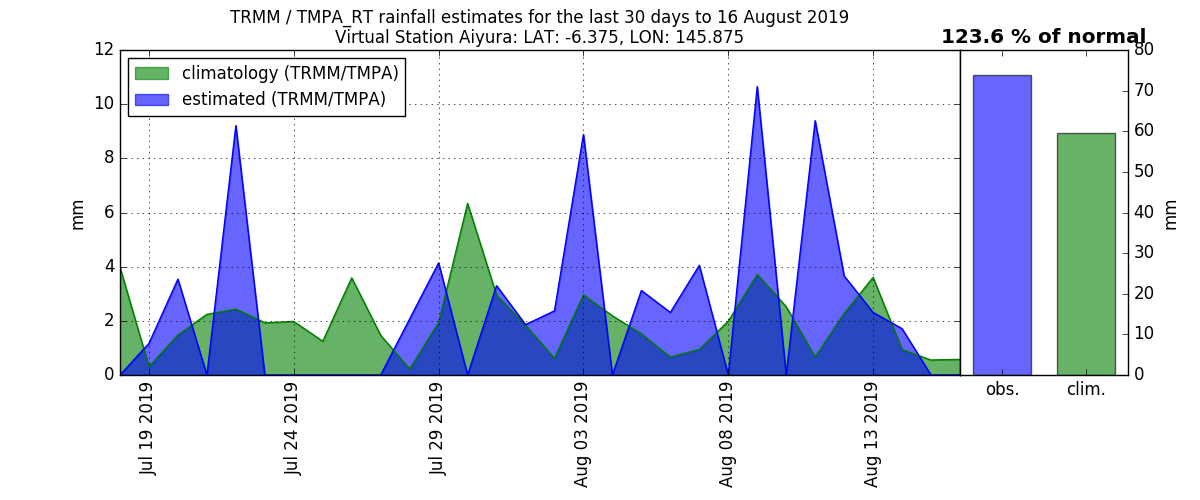 TRMM / TMPA_RT rainfall estimates for the last 30 days to 16 August 2019
Virtual Station Aiyura: LAT: -6.375, LON: 145.875
123.6 % of normal
climatology (TRMM/TMPA)
estimated (TRMM/TMPA)
12
10
8
6
4
2
0
mm
Jul 19 2019
Jul 24 2019
Jul 29 2019
Aug 03 2019
Aug 08 2019
Aug 13 2019
80
70
60
50
40
30
20
10
0
mm
obs.
clim.